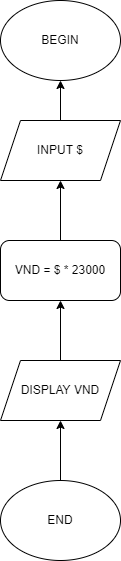 BEGIN
INPUT $
VND = $ * 23000
DISPLAY VND
END